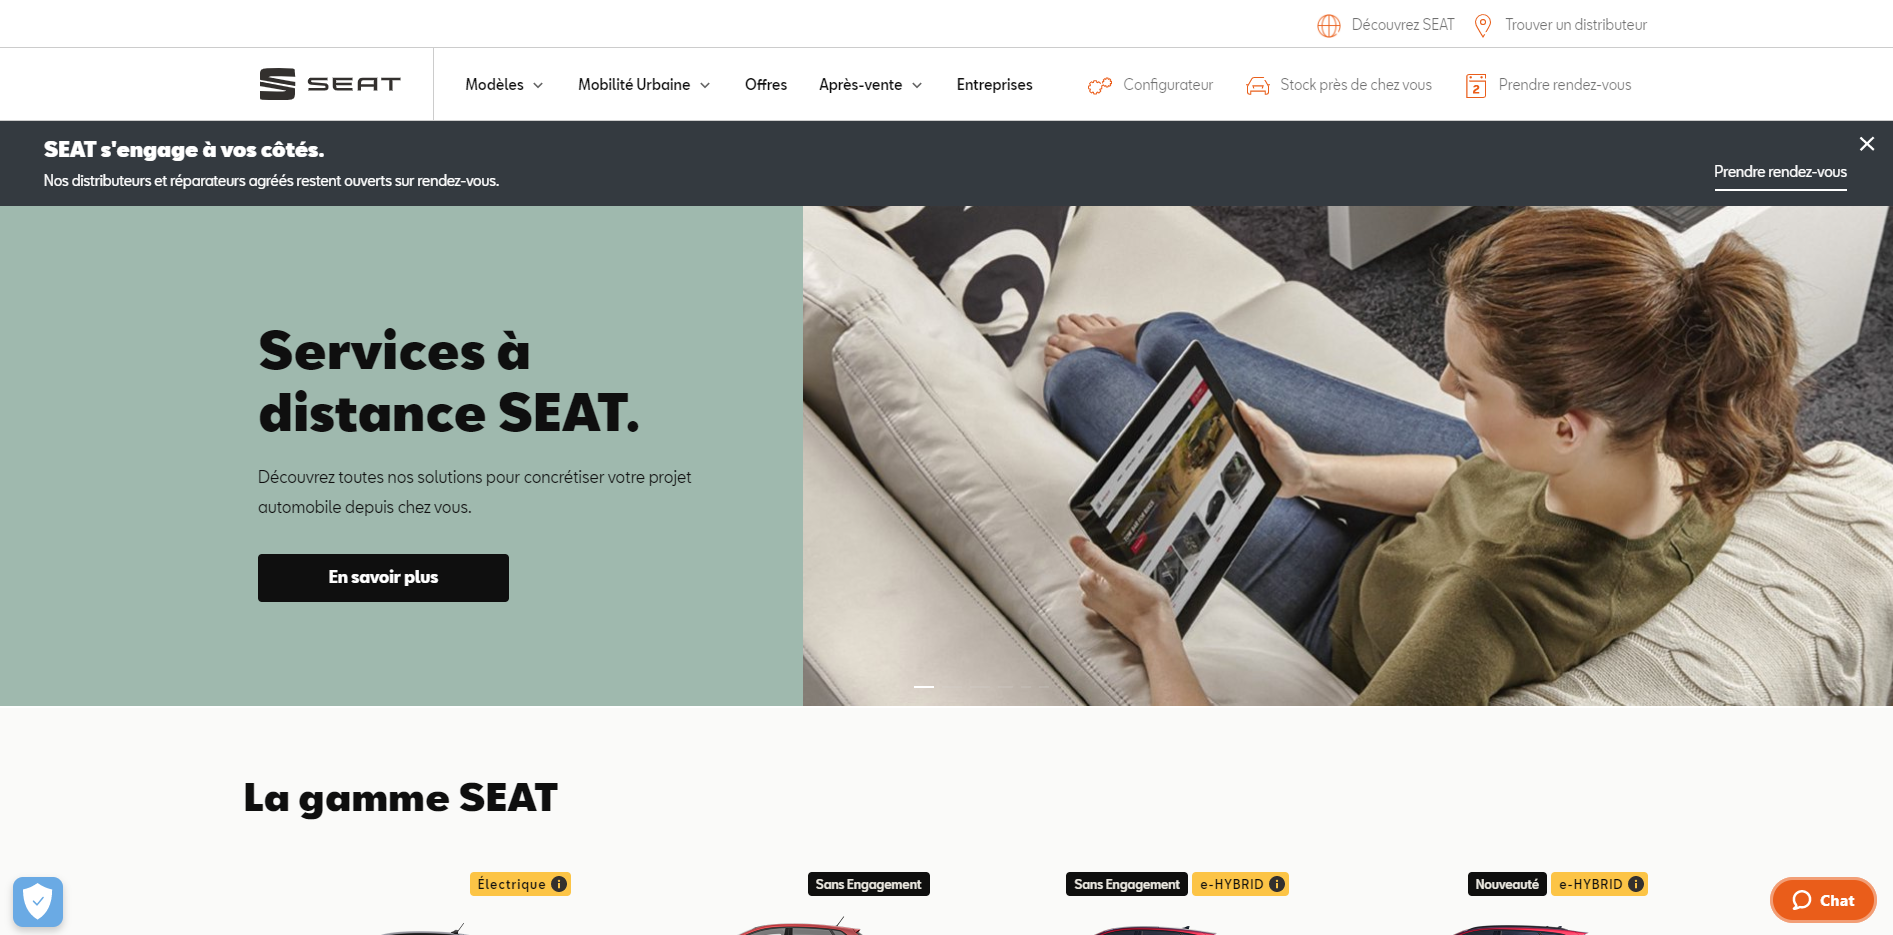 Découvrez SEAT
Trouver un distributeur
SEAT
Modèles
Mobilité Urbaine
Offres
Après-vente
Entreprises
Configurateur
Stock près de chez vous
2
Prendre rendez-vous
SEAT s'engage à vos côtés.
Nos distributeurs et réparateurs agréés restent ouverts sur rendez-vous.
Prendre rendez-vous
Services à
distance SEAT.
Découvrez toutes nos solutions pour concrétiser votre projet
automobile depuis chez vous.
En savoir plus
La gamme SEAT
Électrique i
Sans Engagement
Sans Engagement
e-HYBRID i
Nouveauté
e-HYBRID i
Chat